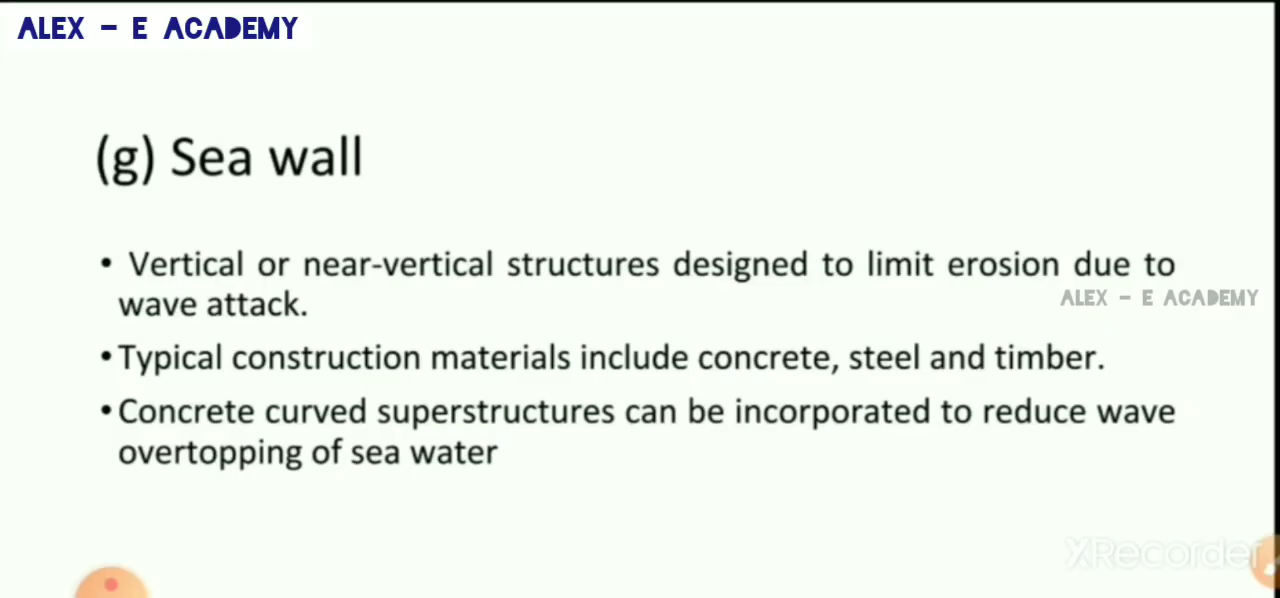 ALEX - E ACADEMY
(g) Sea wall
• Vertical or near-vertical structures designed to limit erosion due to
wave attack.
ALEX - E ACADEMY
• Typical construction materials include concrete, steel and timber.
• Concrete curved superstructures can be incorporated to reduce wave
overtopping of sea water
XRecorder